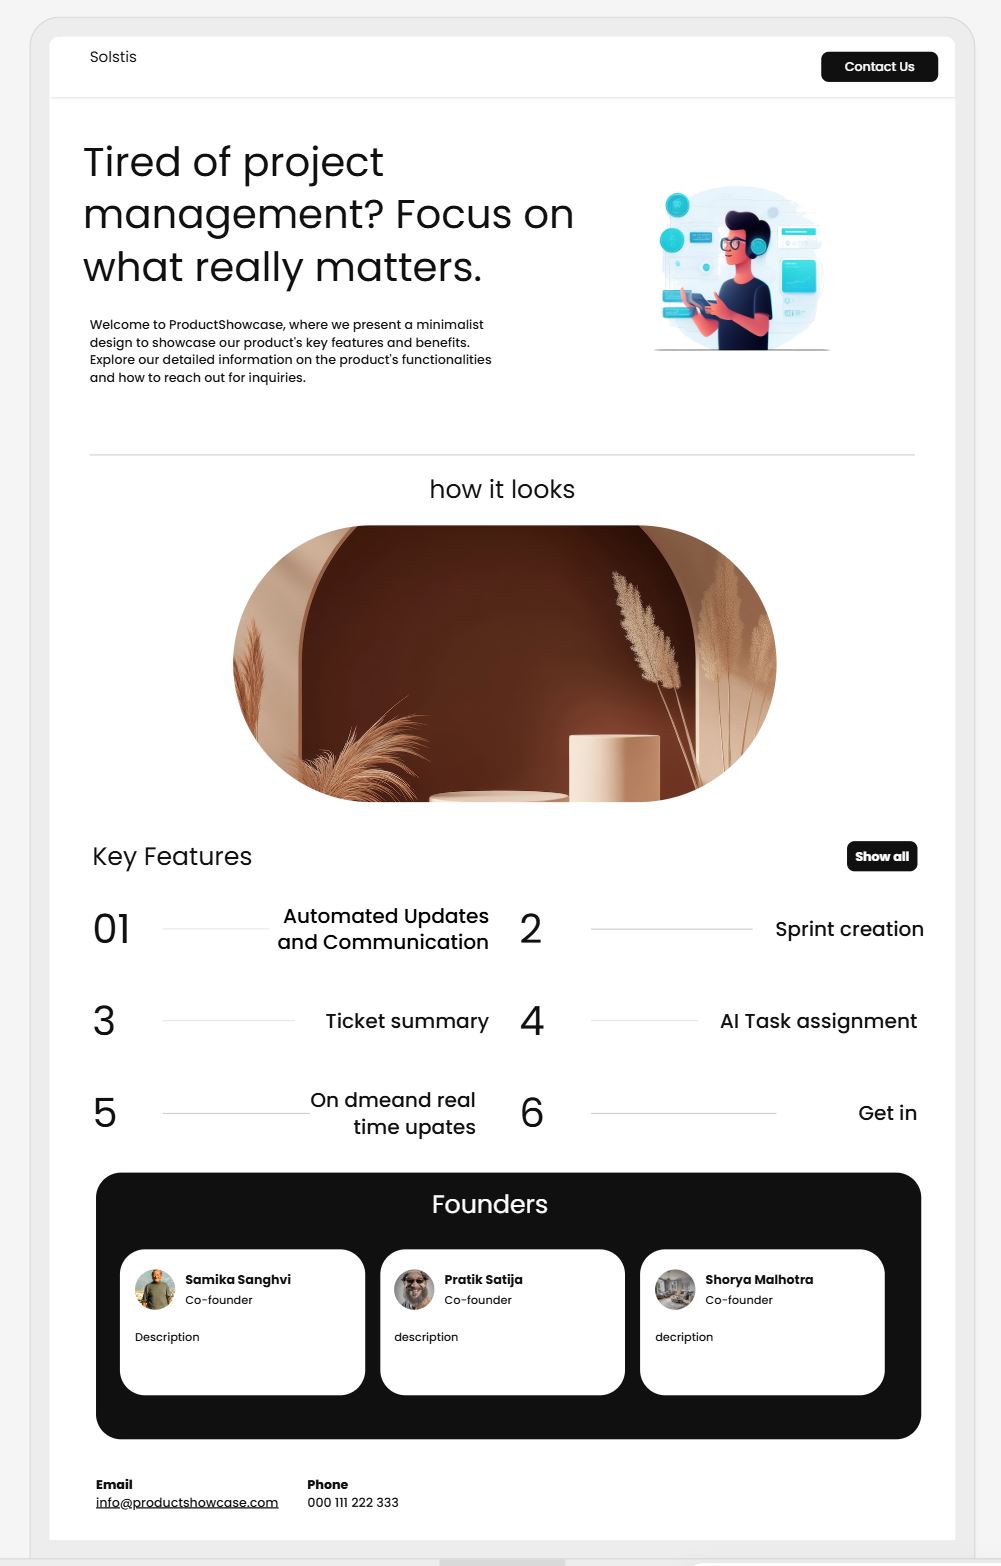 Solstis
Contact Us
Tired of project
management? Focus on
what really matters.
Welcome to ProductShowcase, where we present a minimalist
design to showcase our product's key features and benefits.
Explore our detailed information on the product's functionalities
and how to reach out for inquiries.
how it looks
Key Features
Show all
01
Automated Updates
and Communication
2
Sprint creation
3
Ticket summary
4
AI Task assignment
5
On dmeand real
time upates
6
Get in
Founders
Samika Sanghvi
Co-founder
Description
Pratik Satija
Co-founder
description
Shorya Malhotra
Co-founder
decription
Email
info@productshowcase.com
Phone
000 111 222 333